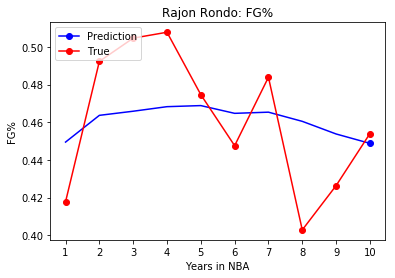 Rajon Rondo: FG%
Prediction
True
0.50
0.48
0.46
0.44
0.42
0.40
FG%
1 2 3 4 5 6 7 8 9 10
Years in NBA